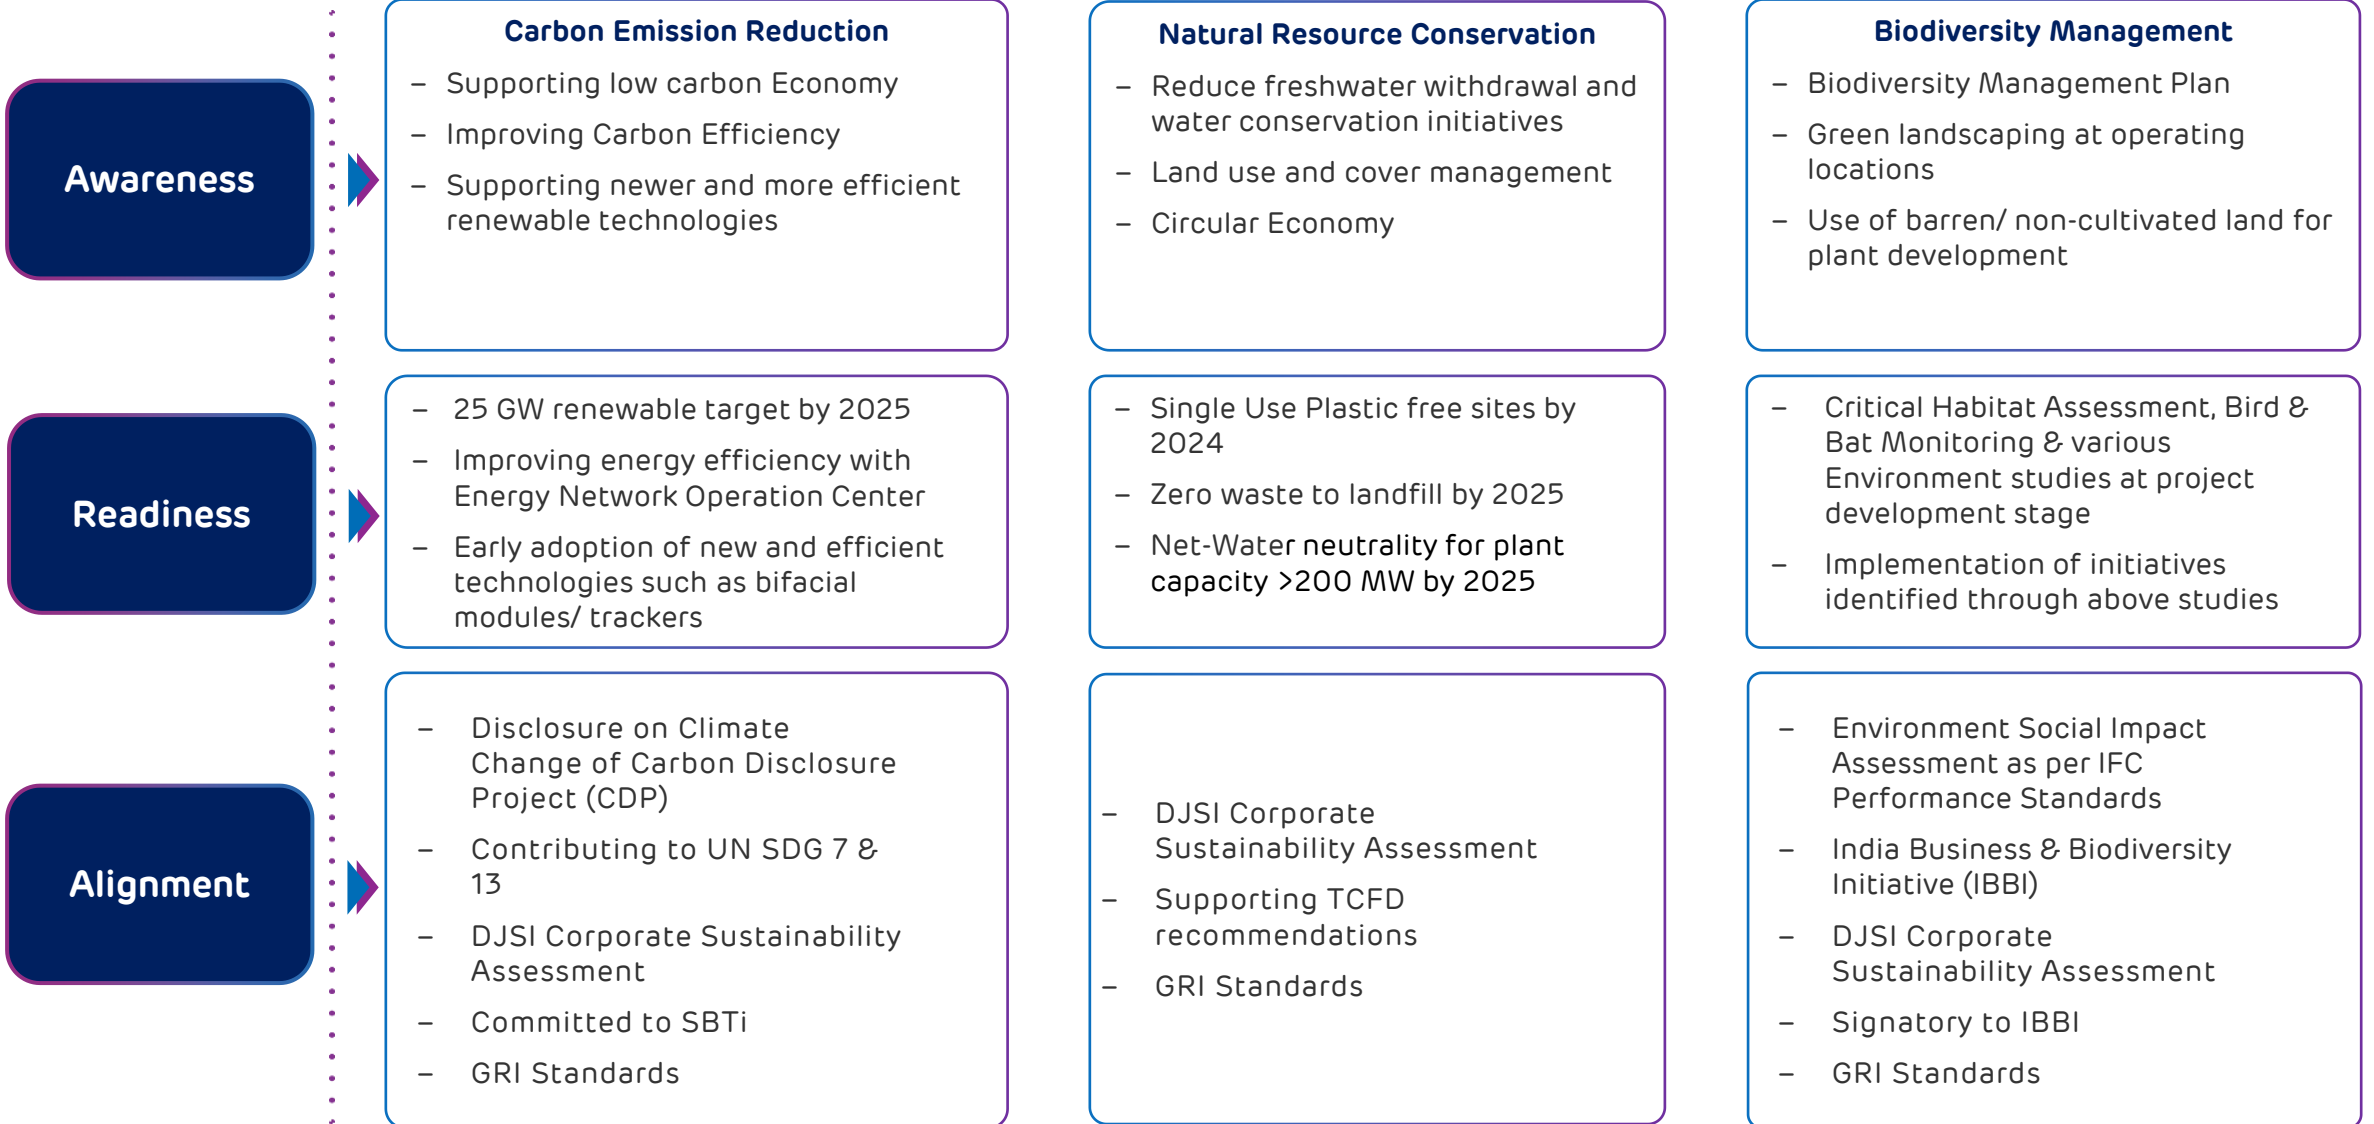 Awareness
Carbon Emission Reduction
– Supporting low carbon Economy
– Improving Carbon Efficiency
– Supporting newer and more efficient
renewable technologies
Natural Resource Conservation
– Reduce freshwater withdrawal and
water conservation initiatives
– Land use and cover management
– Circular Economy
Biodiversity Management
– Biodiversity Management Plan
– Green landscaping at operating
locations
– Use of barren/ non-cultivated land for
plant development
Readiness
– 25 GW renewable target by 2025
– Improving energy efficiency with
Energy Network Operation Center
– Early adoption of new and efficient
technologies such as bifacial
modules/ trackers
– Single Use Plastic free sites by
2024
– Zero waste to landfill by 2025
– Net-Water neutrality for plant
capacity >200 MW by 2025
– Critical Habitat Assessment, Bird &
Bat Monitoring & various
Environment studies at project
development stage
– Implementation of initiatives
identified through above studies
Alignment
– Disclosure on Climate
Change of Carbon Disclosure
Project (CDP)
– Contributing to UN SDG 7 &
13
– DJSI Corporate Sustainability
Assessment
– Committed to SBTi
– GRI Standards
– DJSI Corporate
Sustainability Assessment
– Supporting TCFD
recommendations
– GRI Standards
– Environment Social Impact
Assessment as per IFC
Performance Standards
– India Business & Biodiversity
Initiative (IBBI)
– DJSI Corporate
Sustainability Assessment
– Signatory to IBBI
– GRI Standards